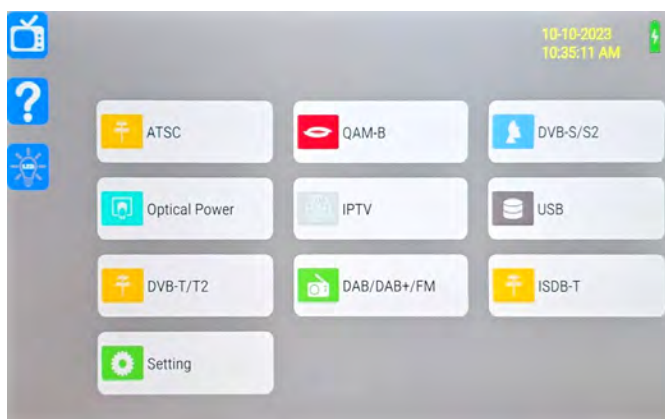 10-10-2023
10:35:11 AM
ATSC
QAM-B
DVB-S/S2
Optical Power
IPTV
USB
DVB-T/T2
DAB/DAB+/FM
ISDB-T
Setting